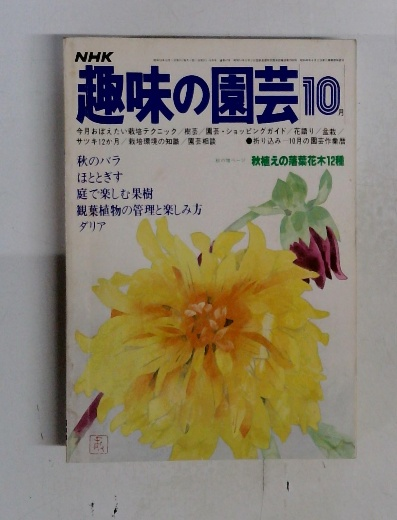 NHK
趣味の園芸10月
今月おぼえたい栽培テクニック/樹芸/園芸・ショッピングガイド/花語り/盆栽/
サツキ12か月/栽培環境の知識/園芸相談 ●折り込み—10月の園芸作業暦
秋のバラ
秋植えの落葉花木12種
ほととぎす
庭で楽しむ果樹
観葉植物の管理と楽しみ方
ダリア